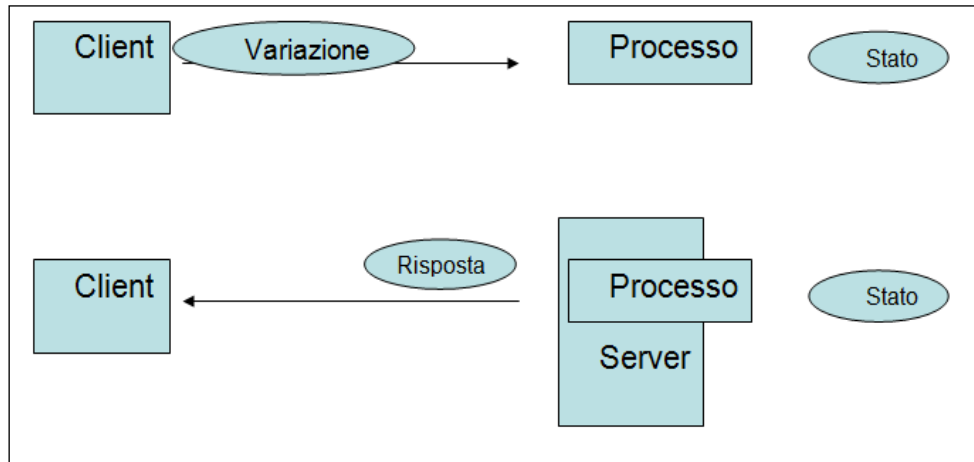 Client
Variazione
Processo
Stato
Risposta
Client
Processo
Stato
Server